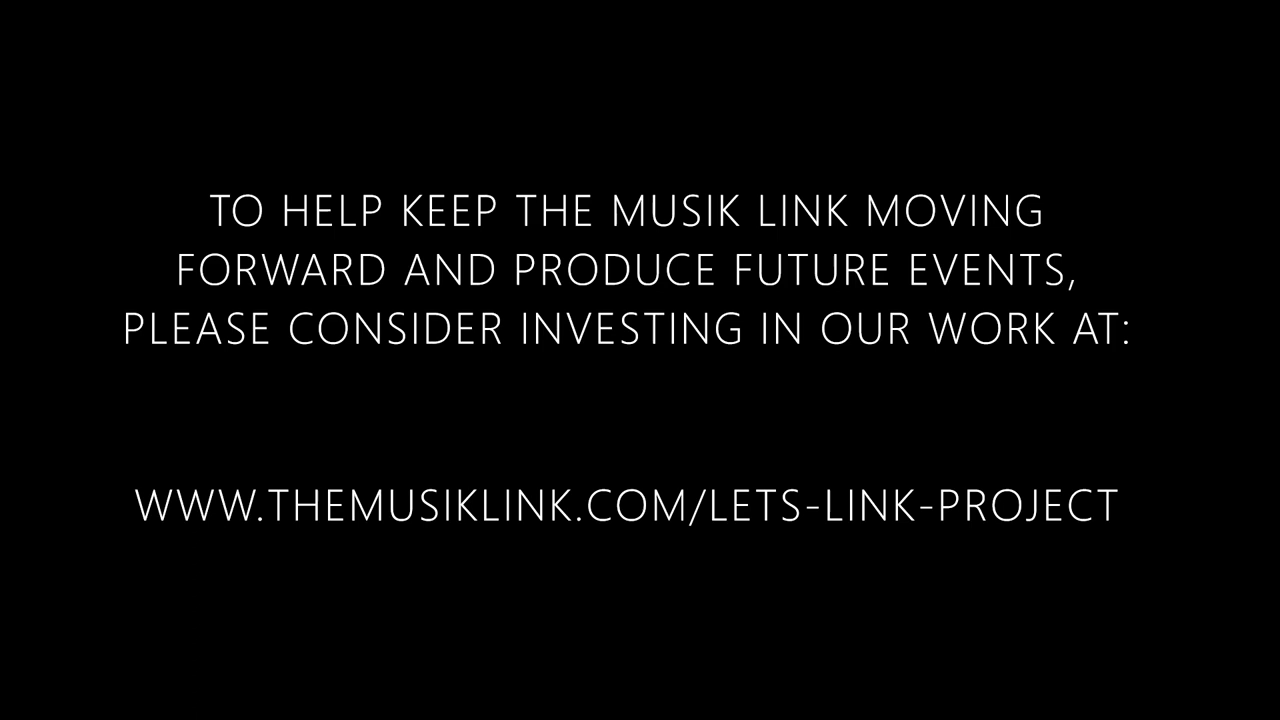 TO HELP KEEP THE MUSIK LINK MOVING
FORWARD AND PRODUCE FUTURE EVENTS,
PLEASE CONSIDER INVESTING IN OUR WORK AT:
WWW.THEMUSIKLINK.COM/LETS-LINK-PROJECT